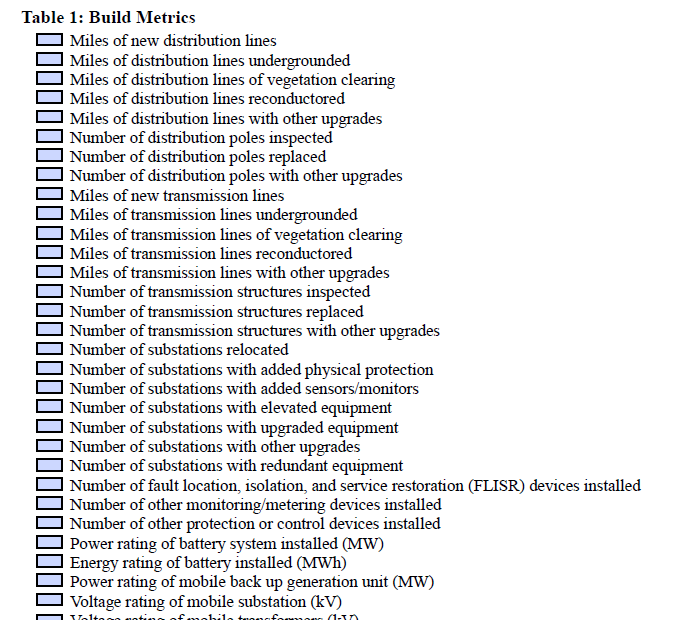 Table 1: Build Metrics
Miles of new distribution lines
Miles of distribution lines undergrounded
Miles of distribution lines of vegetation clearing
Miles of distribution lines reconductored
Miles of distribution lines with other upgrades
Number of distribution poles inspected
Number of distribution poles replaced
Number of distribution poles with other upgrades
Miles of new transmission lines
Miles of transmission lines undergrounded
Miles of transmission lines of vegetation clearing
Miles of transmission lines reconductored
Miles of transmission lines with other upgrades
Number of transmission structures inspected
Number of transmission structures replaced
Number of transmission structures with other upgrades
Number of substations relocated
Number of substations with added physical protection
Number of substations with added sensors/monitors
Number of substations with elevated equipment
Number of substations with upgraded equipment
Number of substations with other upgrades
Number of substations with redundant equipment
Number of fault location, isolation, and service restoration (FLISR) devices installed
Number of other monitoring/metering devices installed
Number of other protection or control devices installed
Power rating of battery system installed (MW)
Energy rating of battery installed (MWh)
Power rating of mobile back up generation unit (MW)
Voltage rating of mobile substation (kV)
Voltage rating of mobile transformers (kV)